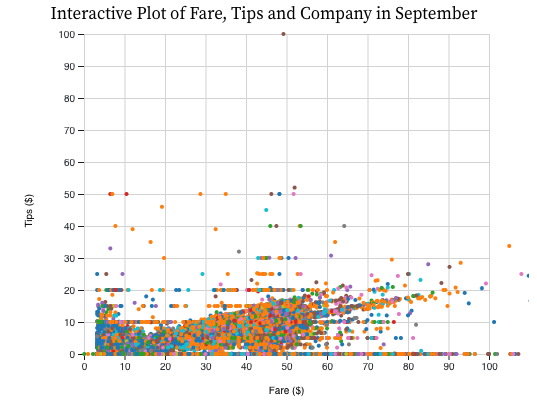 Interactive Plot of Fare, Tips and Company in September
100
90
80
70
60
50
40
30
20
10
0
Tips ($)
0 10 20 30 40 50 60 70 80 90 100
Fare ($)